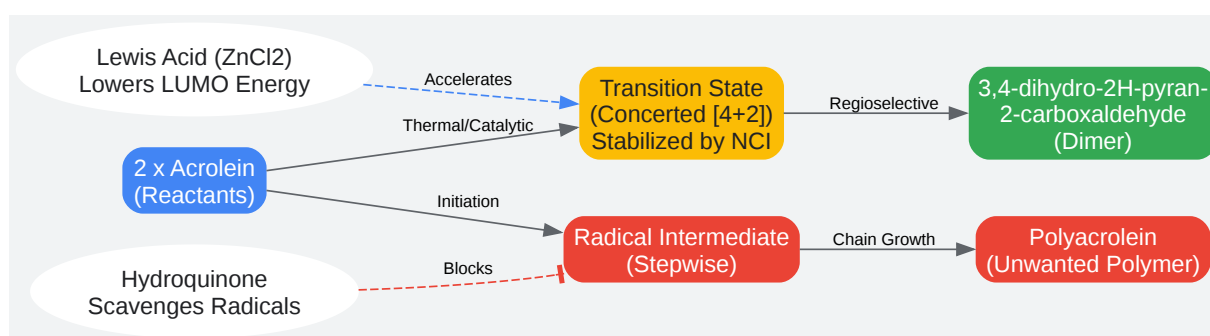 Lewis Acid (ZnCl2)
Lowers LUMO Energy
Accelerates
Transition State
(Concerted [4+2])
Stabilized by NCI
Regioselective
3,4-dihydro-2H-pyran-
2-carboxaldehyde
(Dimer)
Thermal/Catalytic
2 x Acrolein
(Reactants)
Initiation
Radical Intermediate
(Stepwise)
Chain Growth
Polyacrolein
(Unwanted Polymer)
Hydroquinone
Scavenges Radicals
Blocks